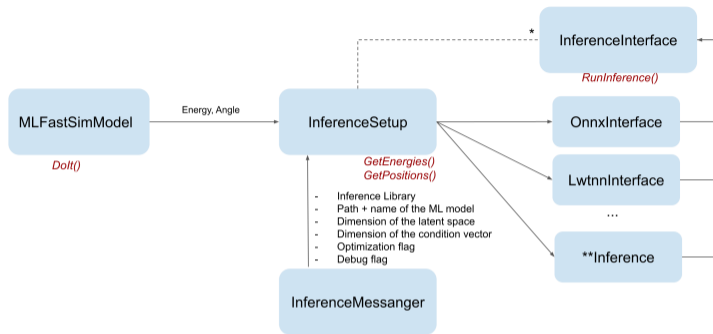 *
InferenceInterface
RunInference()
MLFastSimModel
DoIt()
Energy, Angle
InferenceSetup
GetEnergies()
GetPositions()
OnnxInterface
LwtnnInterface
...
**Inference
- Inference Library
- Path + name of the ML model
- Dimension of the latent space
- Dimension of the condition vector
- Optimization flag
- Debug flag
InferenceMessanger